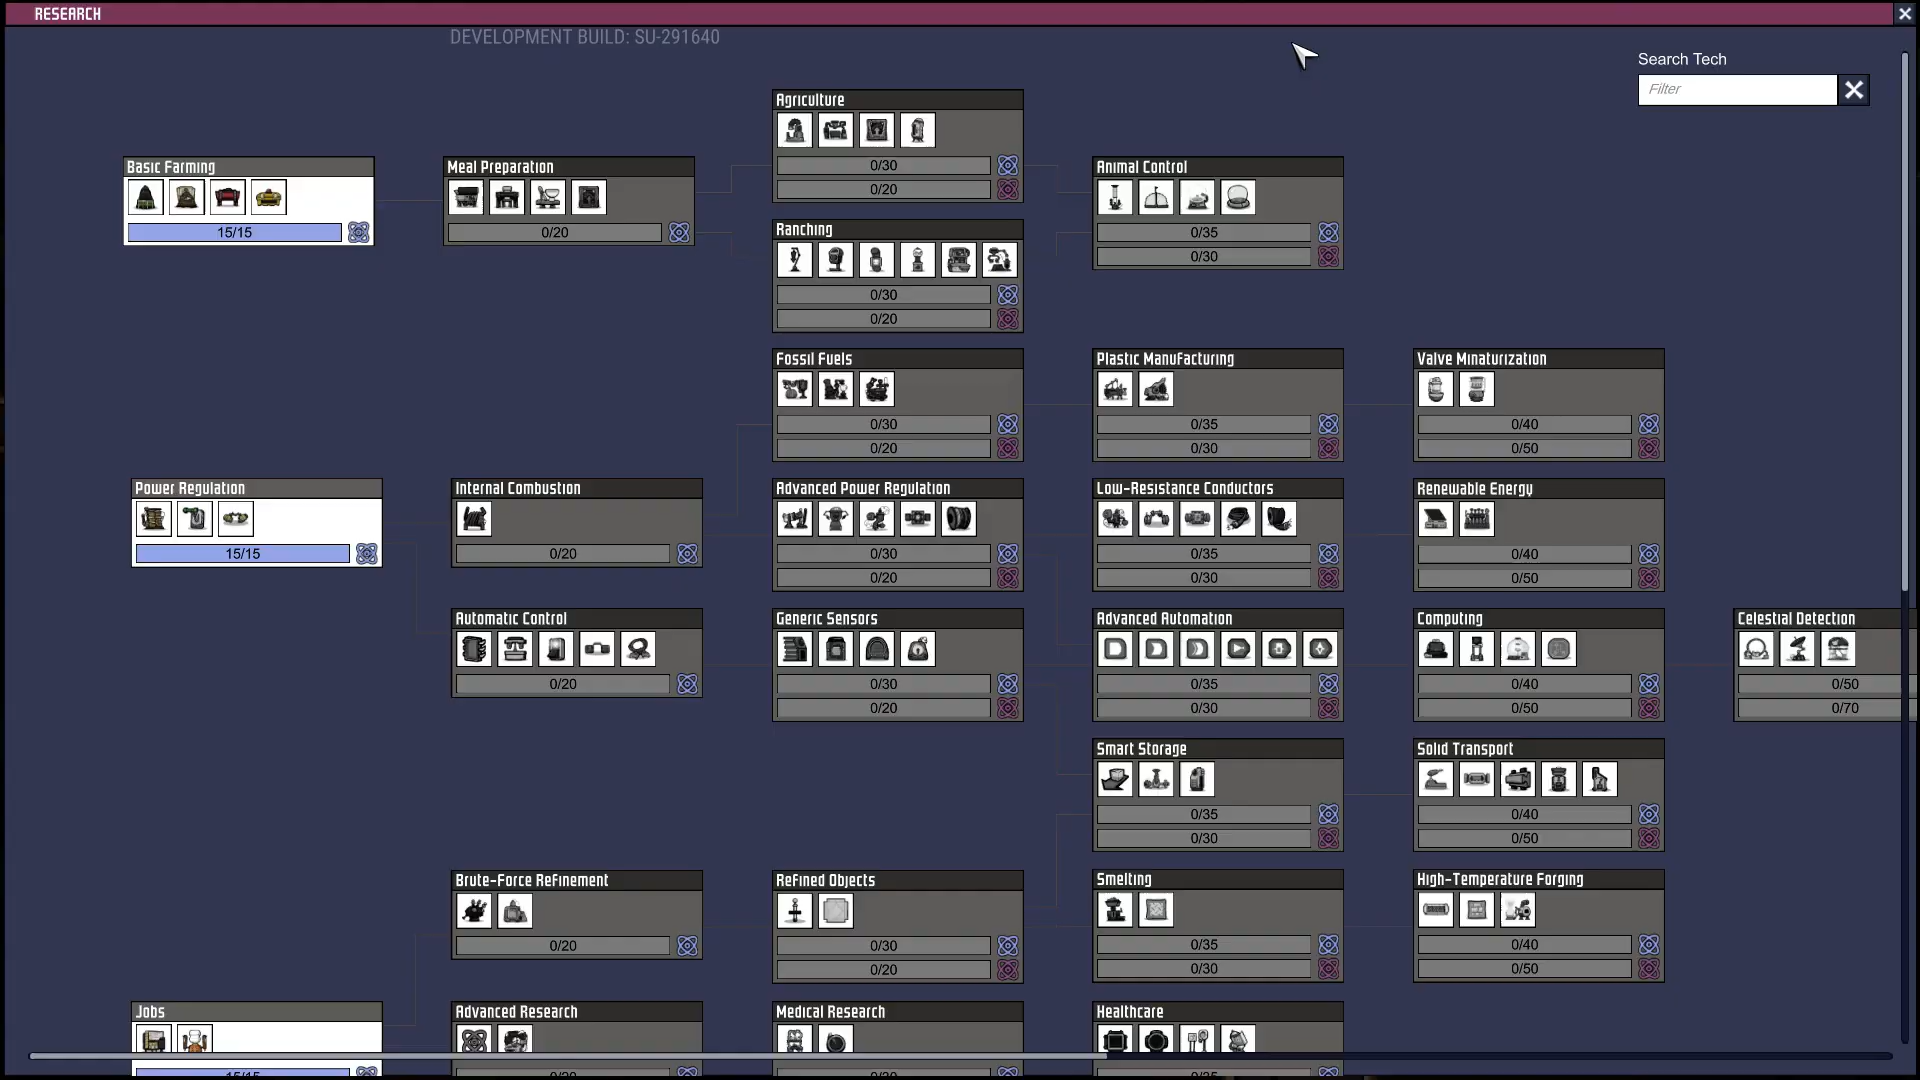 RESEARCH
DEVELOPMENT BUILD: SU-291640
Search Tech
Filter
Agriculture
0/30
0/20
Basic Farming
15/15
Meal Preparation
0/20
Animal Control
0/35
0/30
Ranching
0/30
0/20
Fossil Fuels
0/30
0/20
Plastic Manufacturing
0/35
0/30
Valve Minaturization
0/40
0/50
Power Regulation
15/15
Internal Combustion
0/20
Advanced Power Regulation
0/30
0/20
Low-Resistance Conductors
0/35
0/30
Renewable Energy
0/40
0/50
Automatic Control
0/20
Generic Sensors
0/30
0/20
Advanced Automation
0/35
0/30
Computing
0/40
0/50
Celestial Detection
0/50
0/70
Smart Storage
0/35
0/30
Solid Transport
0/40
0/50
Brute-Force Refinement
0/20
Refined Objects
0/30
0/20
Smelting
0/35
0/30
High-Temperature Forging
0/40
0/50
Jobs
15/15
Advanced Research
0/20
Medical Research
Healthcare
0/35